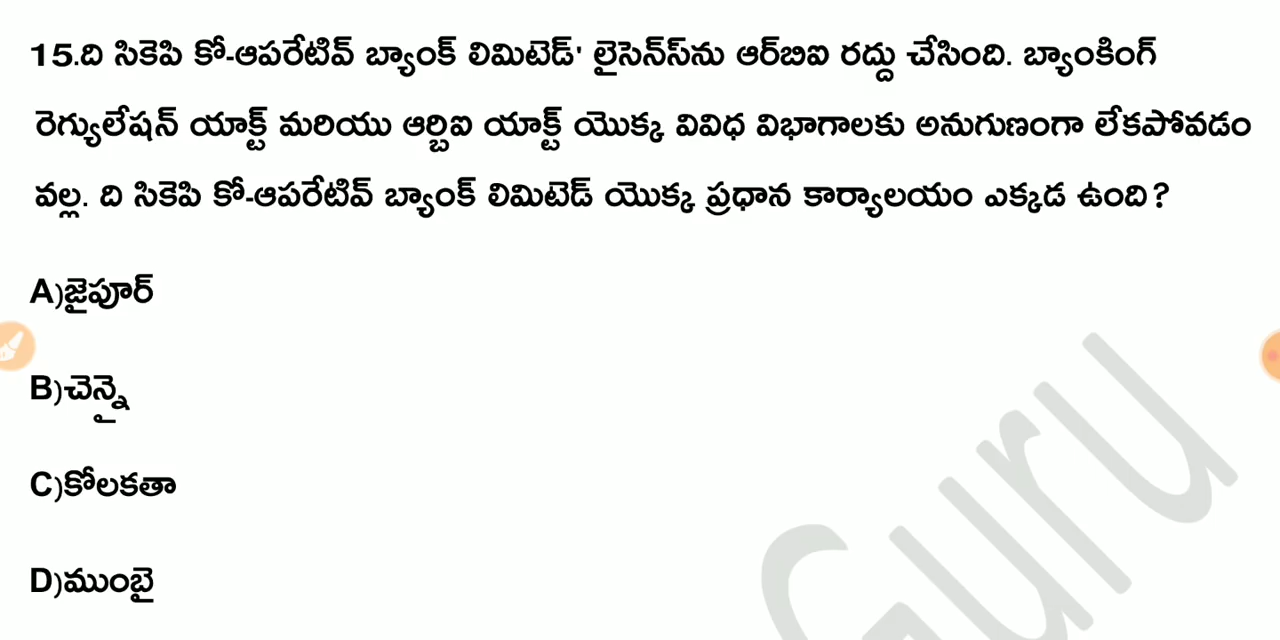 15.ది సికెపి కో-ఆపరేటివ్ బ్యాంక్ లిమిటెడ్' లైసెన్స్‌ను ఆర్‌బిఐ రద్దు చేసింది. బ్యాంకింగ్
రెగ్యులేషన్ యాక్ట్ మరియు ఆర్బిఐ యాక్ట్ యొక్క వివిధ విభాగాలకు అనుగుణంగా లేకపోవడం
వల్ల. ది సికెపి కో-ఆపరేటివ్ బ్యాంక్ లిమిటెడ్ యొక్క ప్రధాన కార్యాలయం ఎక్కడ ఉంది?
A)జైపూర్
B)చెన్నై
C)కోలకతా
D)ముంబై
Guru